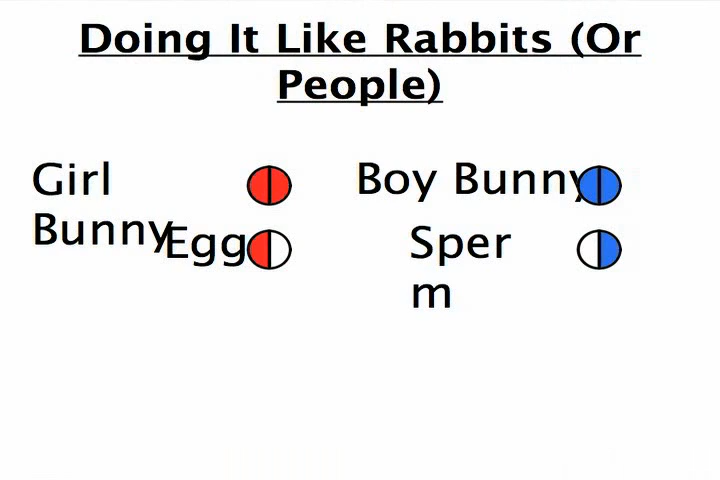 Doing It Like Rabbits (Or
People)
Girl
Bunny
Boy Bunny
Egg
Sper
m